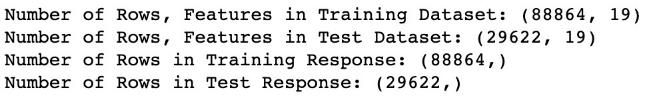 Number of Rows, Features in Training Dataset: (88864, 19)
Number of Rows, Features in Test Dataset: (29622, 19)
Number of Rows in Training Response: (88864,)
Number of Rows in Test Response: (29622,)